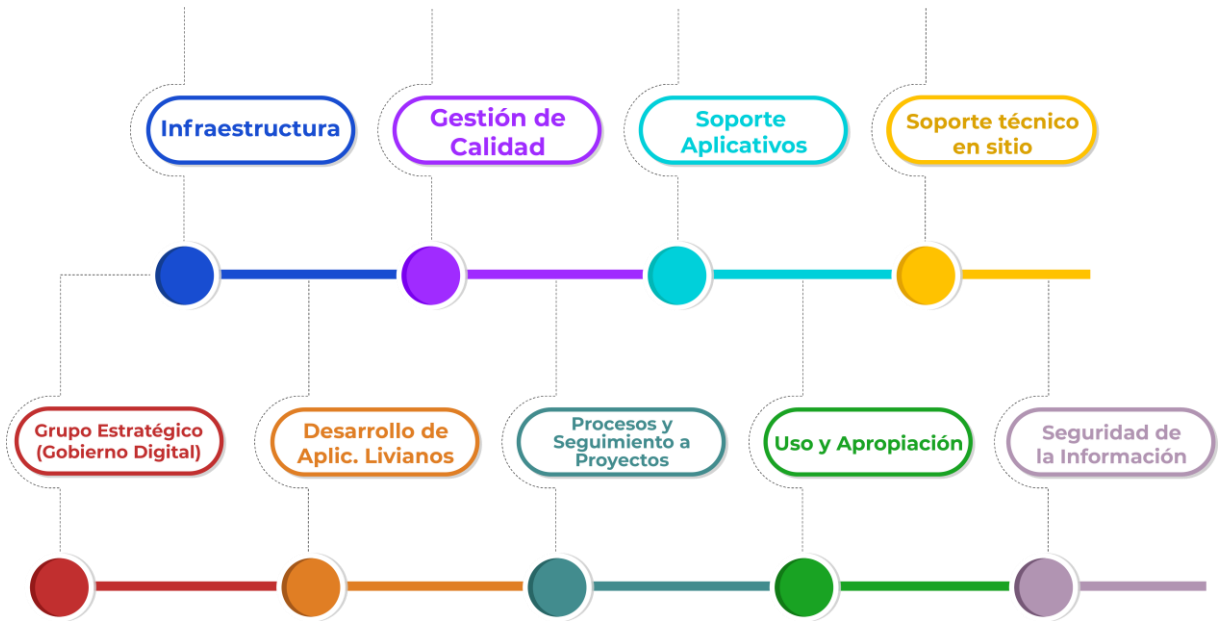 Infraestructura
Gestión de
Calidad
Soporte
Aplicativos
Soporte técnico
en sitio
Grupo Estratégico
(Gobierno Digital)
Desarrollo de
Aplic. Livianos
Procesos y
Seguimiento a
Proyectos
Uso y Apropiación
Seguridad de
la Información